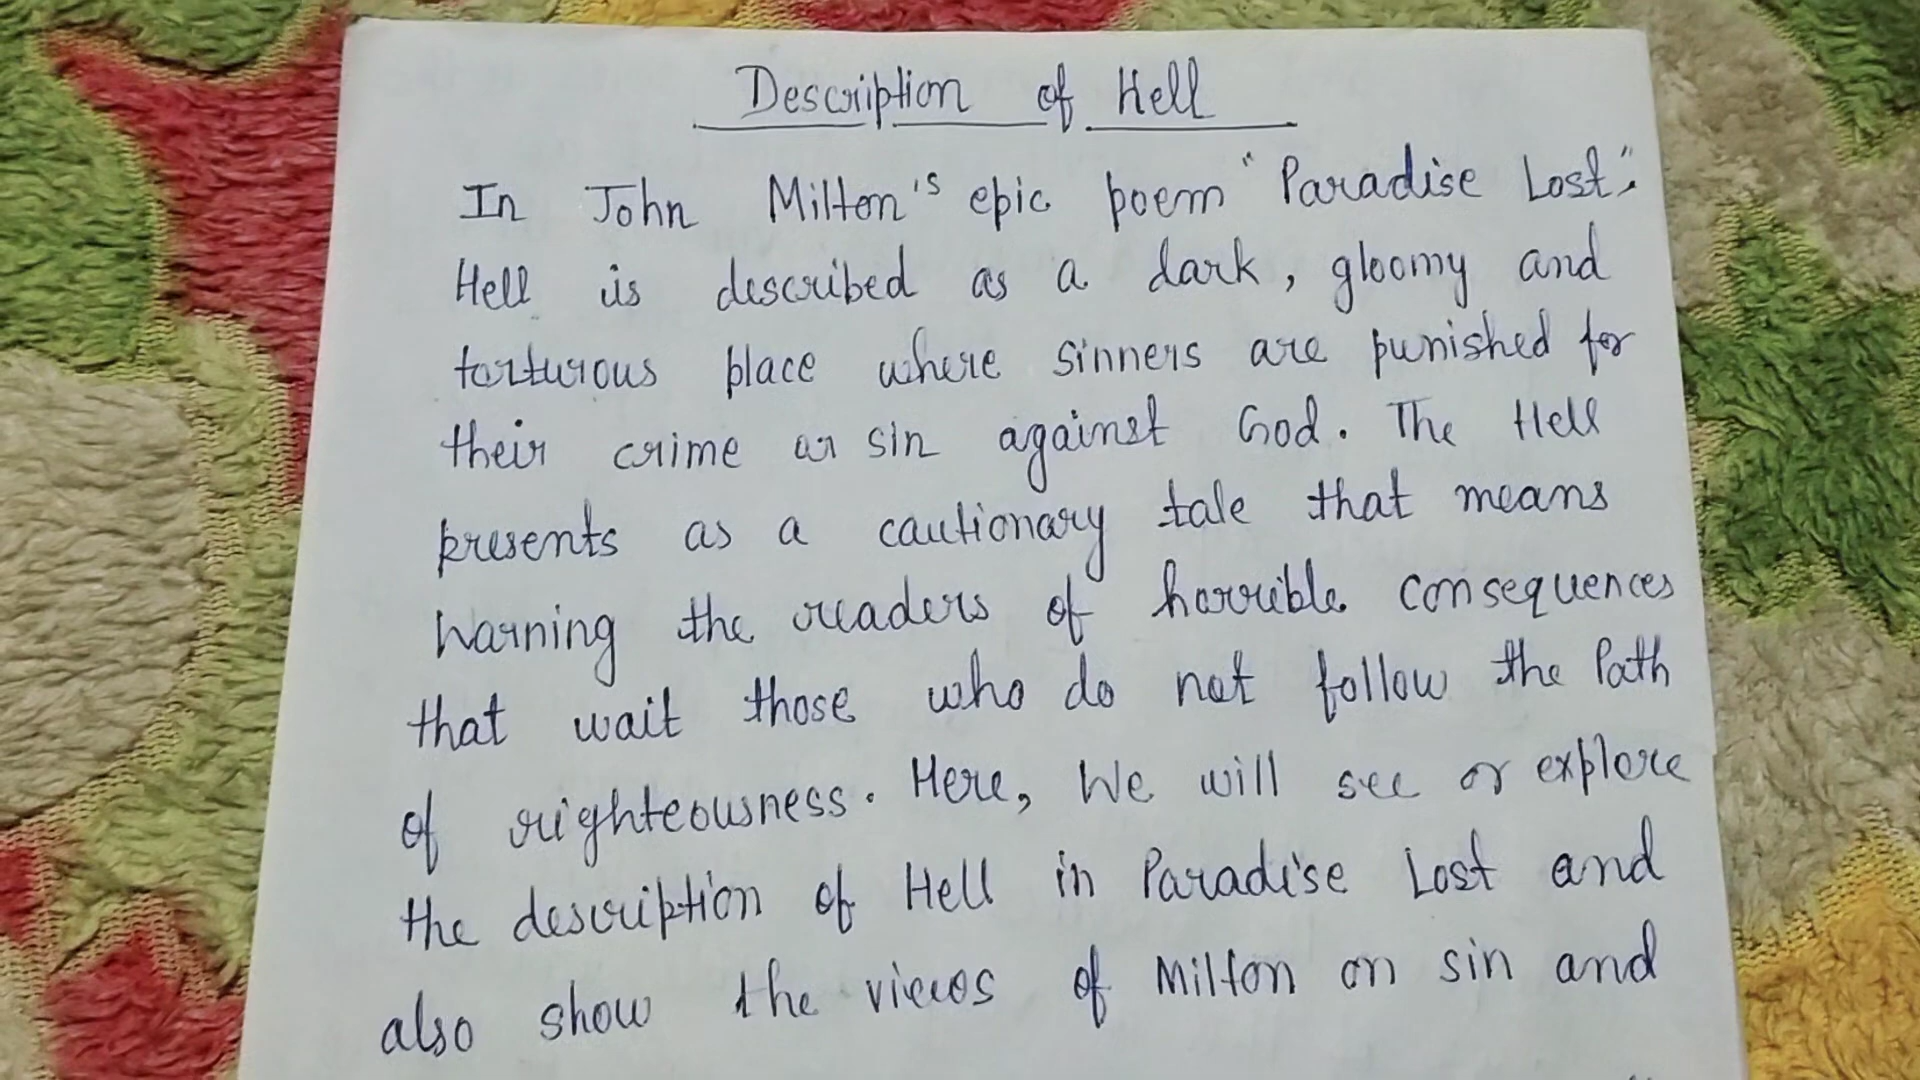 Description of Hell
In John Milton's epic poem "Paradise Lost".
Hell is described as a dark, gloomy and
torturous place where sinners are punished for
their crime or sin against God. The Hell
presents as a cautionary tale that means
Warning the readers of horrible consequences
that wait those who do not follow the Path
of righteousness. Here, We will see or explore
the description of Hell in Paradise Lost and
also show the views of Milton on sin and